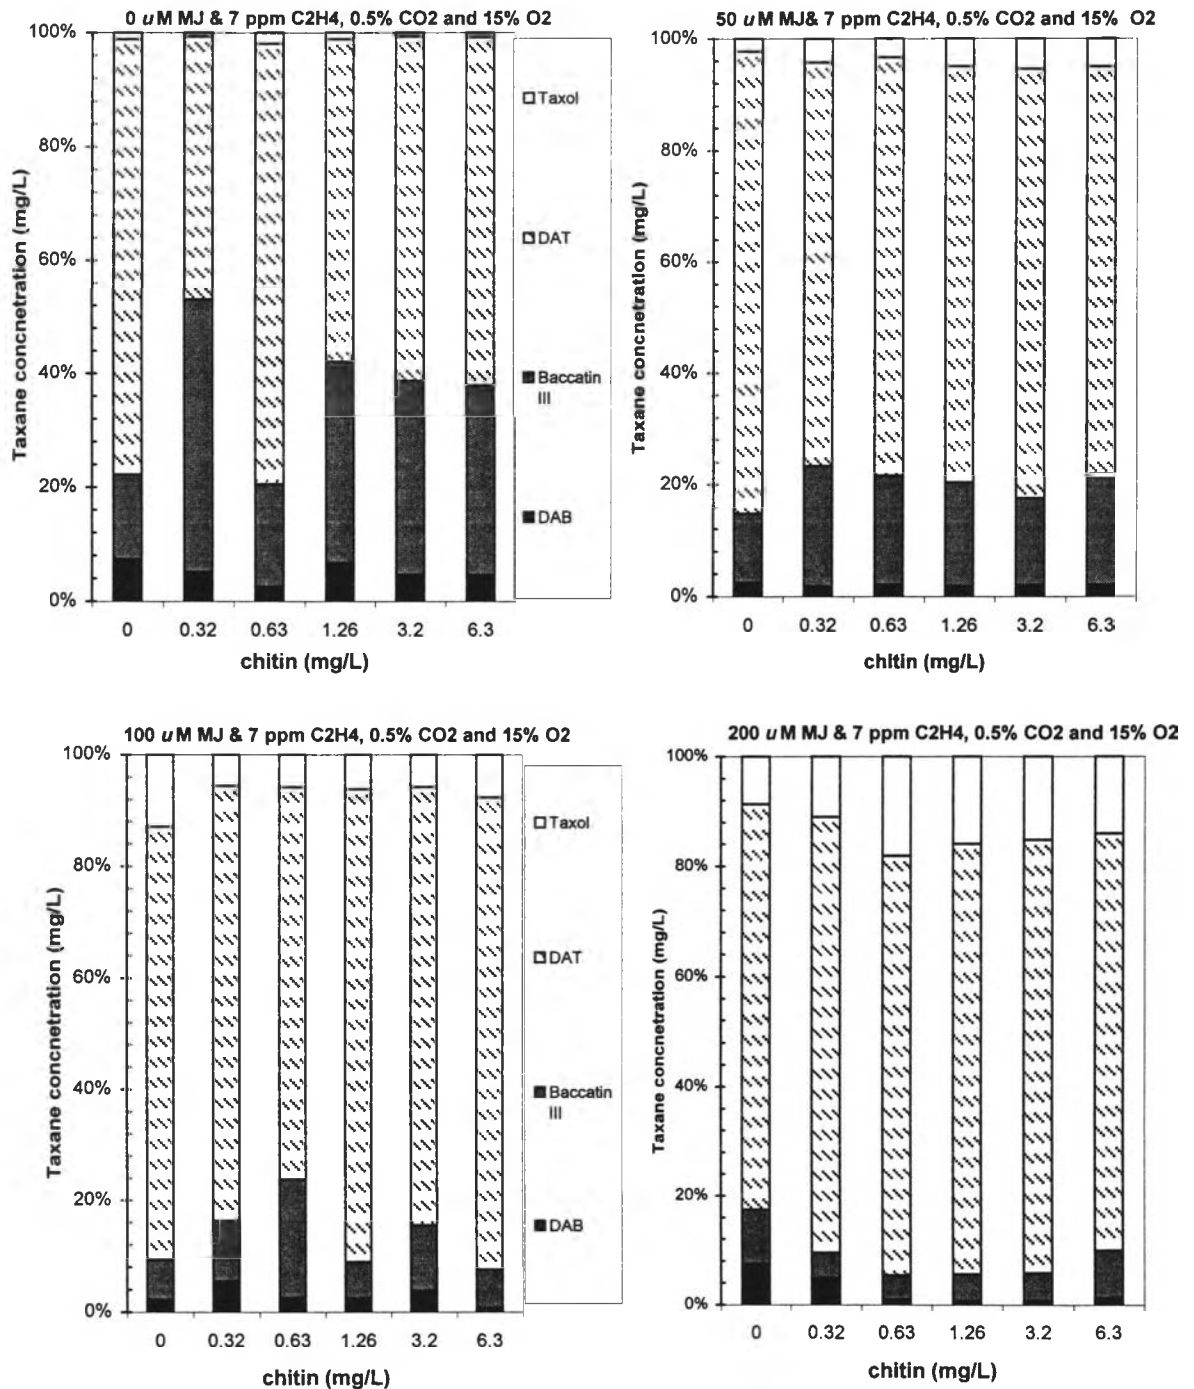 0 uM MJ & 7 ppm C2H4, 0.5% CO2 and 15% O2
100%
80%
60%
40%
20%
0%
Taxane concnetration (mg/L)
0 0.32 0.63 1.26 3.2 6.3
chitin (mg/L)
Taxol
DAT
Baccatin
III
DAB
50 uM MJ& 7 ppm C2H4, 0.5% CO2 and 15% O2
100%
80%
60%
40%
20%
0%
Taxane concnetration (mg/L)
0 0.32 0.63 1.26 3.2 6.3
chitin (mg/L)
100 uM MJ & 7 ppm C2H4, 0.5% CO2 and 15% O2
100%
80%
60%
40%
20%
0%
Taxane concnetration (mg/L)
0 0.32 0.63 1.26 3.2 6.3
chitin (mg/L)
Taxol
DAT
Baccatin
III
DAB
200 uM MJ & 7 ppm C2H4, 0.5% CO2 and 15% O2
100%
80%
60%
40%
20%
0%
Taxane concnetration (mg/L)
0 0.32 0.63 1.26 3.2 6.3
chitin (mg/L)